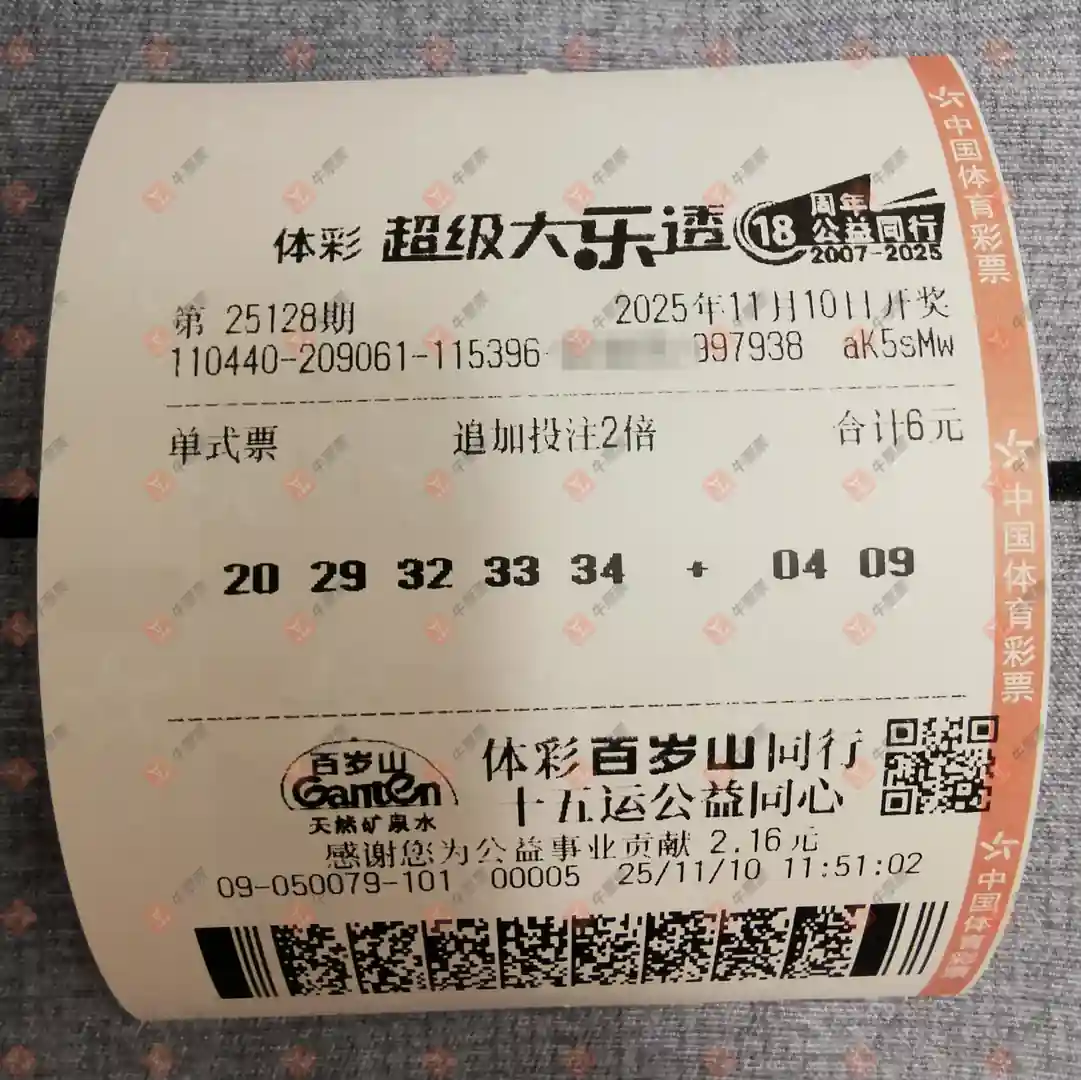 体彩 超级大乐透 18周年公益同行 2007-2025
第 25128期 2025年11月10日开奖
110440-209061-115396- 997938 aK5sMw
单式票 追加投注2倍 合计6元
20 29 32 33 34 + 04 09
百岁山 Ganten 天然矿泉水
体彩百岁山同行
十五运公益同心
感谢您为公益事业贡献 2.16元
09-050079-101 00005 25/11/10 11:51:02
中国体育彩票
中国体育彩票
中国体育彩票